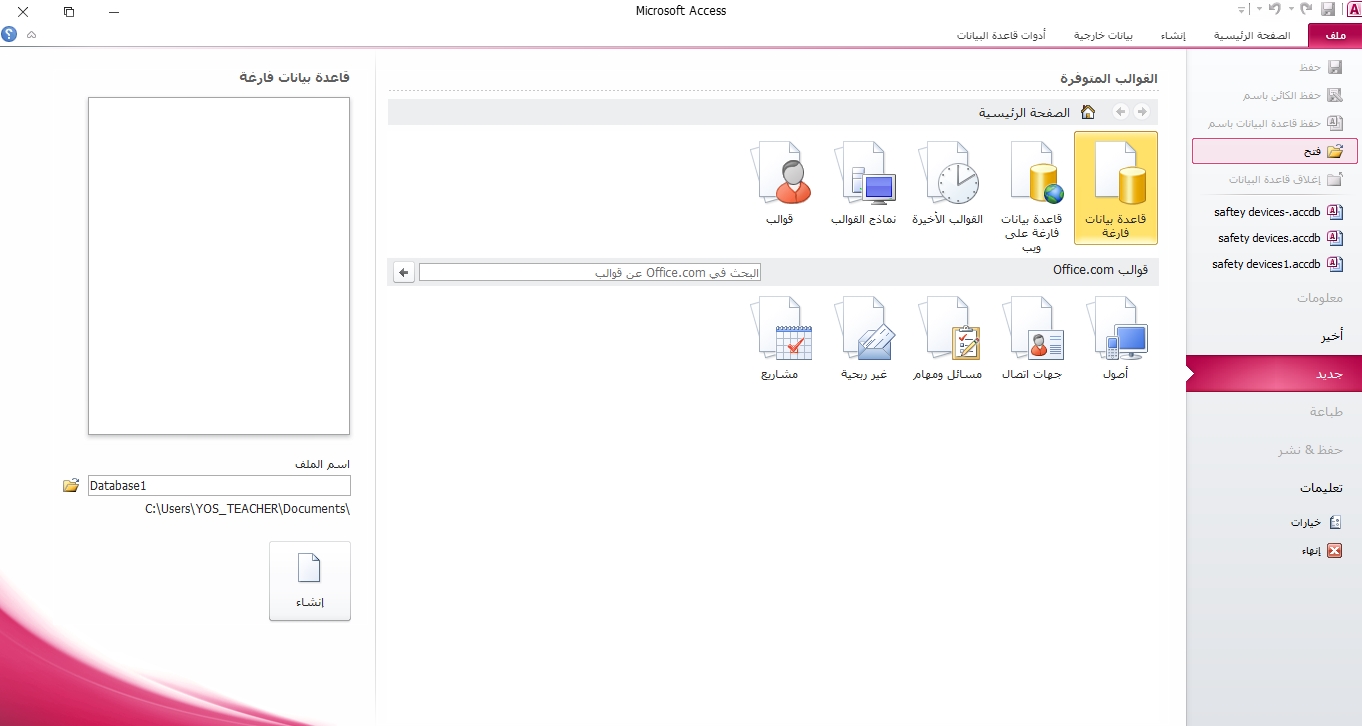 Microsoft Access
ملف
الصفحة الرئيسية
إنشاء
بيانات خارجية
أدوات قاعدة البيانات
حفظ
حفظ الكائن باسم
حفظ قاعدة البيانات باسم
فتح
إغلاق قاعدة البيانات
saftey devices-.accdb
safety devices.accdb
safety devices1.accdb
معلومات
أخير
جديد
طباعة
حفظ & نشر
تعليمات
خيارات
إنهاء
القوالب المتوفرة
الصفحة الرئيسية
قاعدة بيانات
فارغة
قاعدة بيانات
فارغة على
ويب
القوالب الأخيرة
نماذج القوالب
قوالب
قوالب Office.com
البحث في Office.com عن قوالب
أصول
جهات اتصال
مسائل ومهام
غير ربحية
مشاريع
قاعدة بيانات فارغة
اسم الملف
Database1
C:\Users\YOS_TEACHER\Documents\
إنشاء